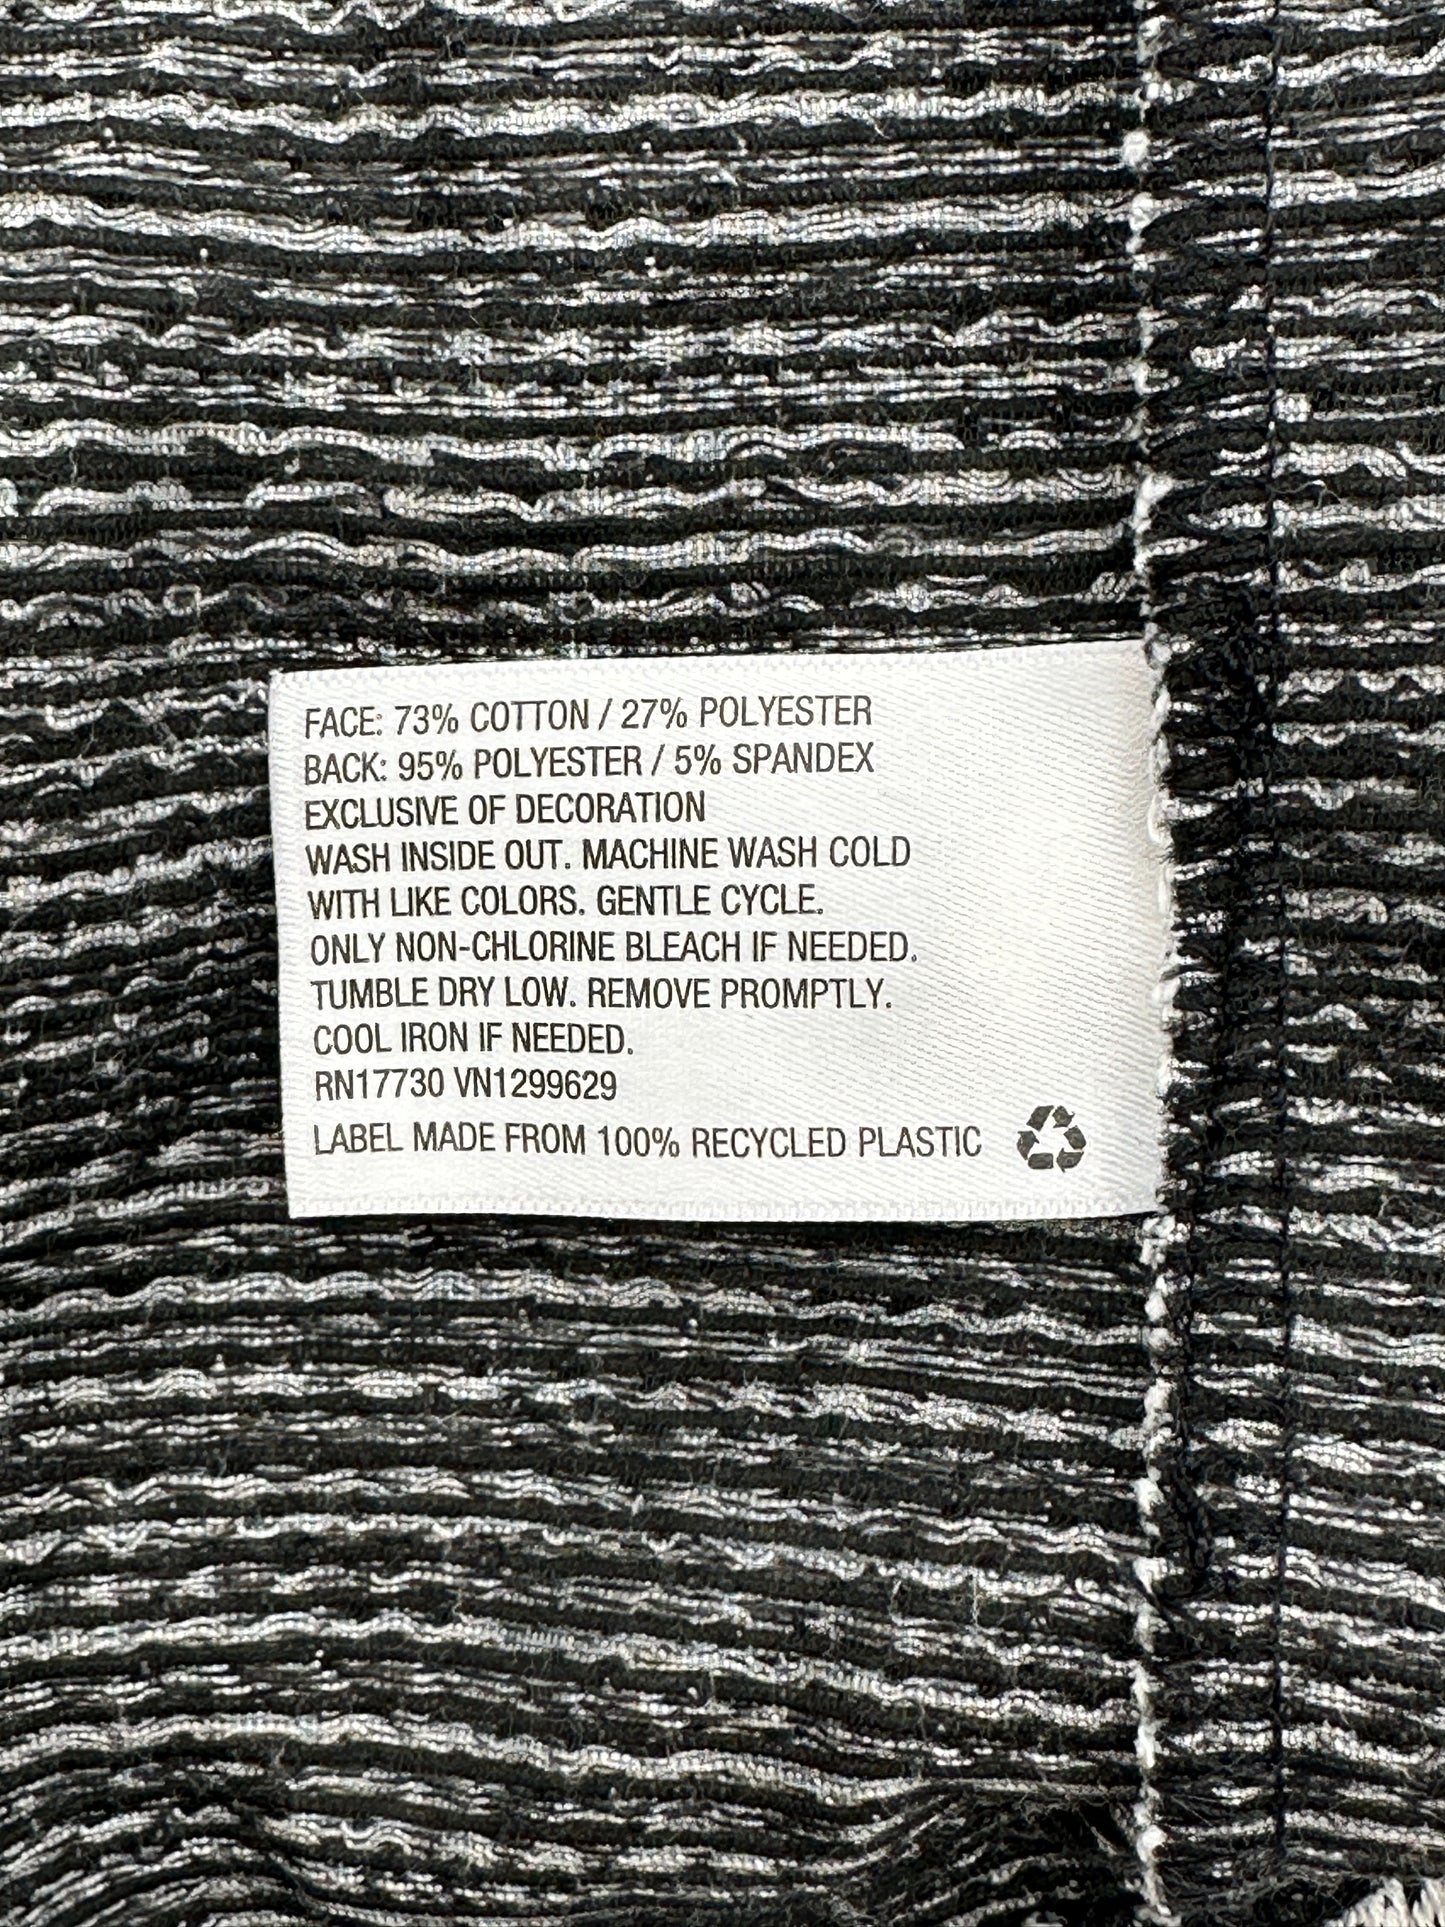 FACE: 73% COTTON / 27% POLYESTER
BACK: 95% POLYESTER / 5% SPANDEX
EXCLUSIVE OF DECORATION
WASH INSIDE OUT. MACHINE WASH COLD
WITH LIKE COLORS. GENTLE CYCLE.
ONLY NON-CHLORINE BLEACH IF NEEDED.
TUMBLE DRY LOW. REMOVE PROMPTLY.
COOL IRON IF NEEDED.
RN17730 VN1299629
LABEL MADE FROM 100% RECYCLED PLASTIC